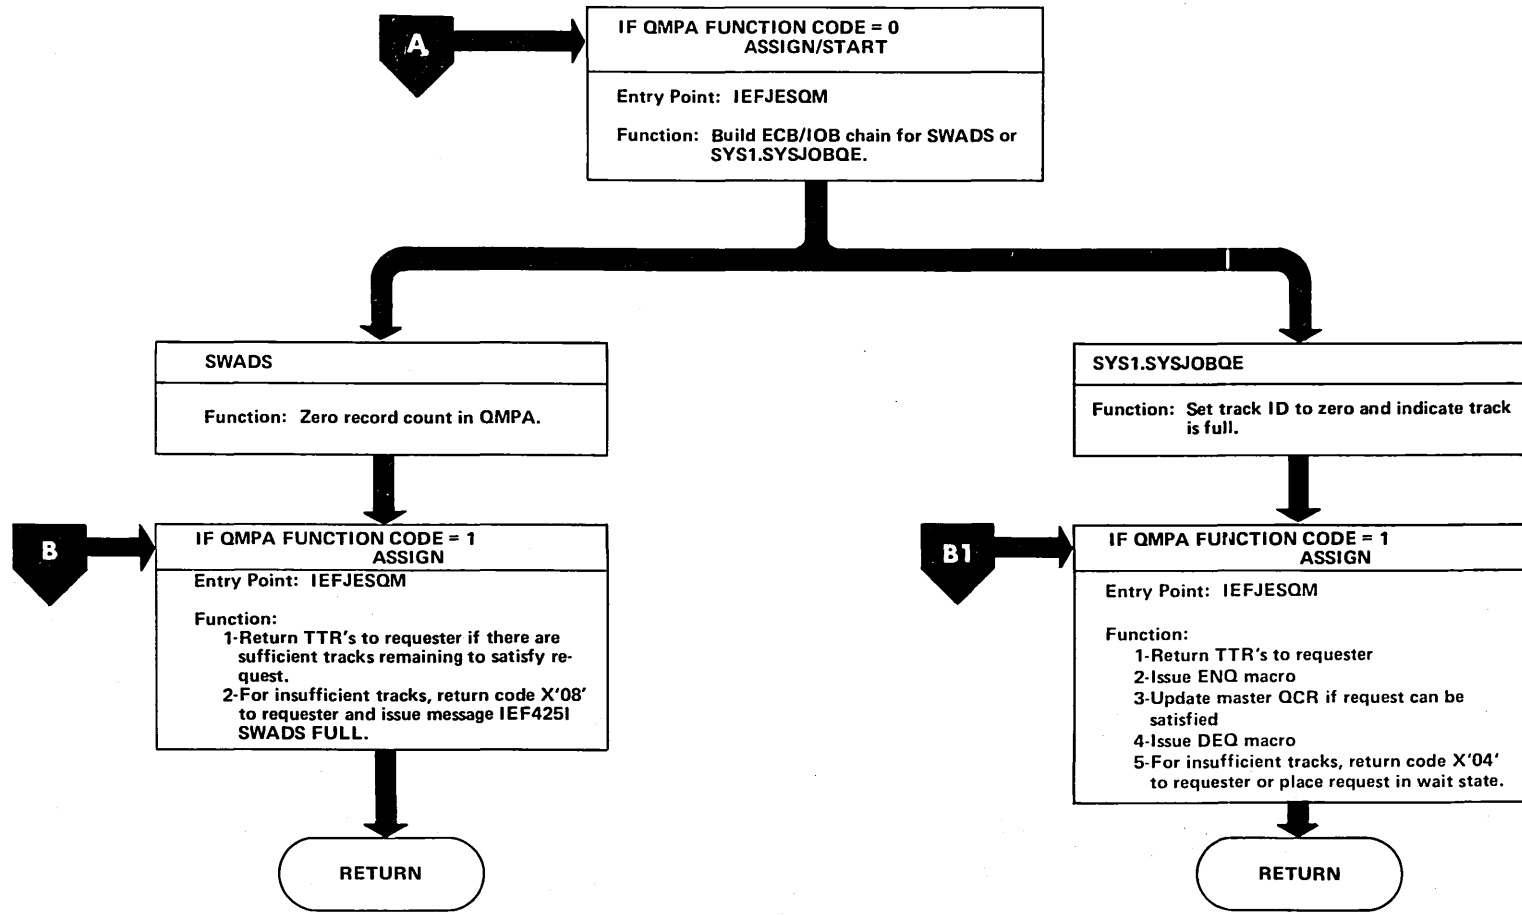 A
IF QMPA FUNCTION CODE = 0
ASSIGN/START
Entry Point: IEFJESQM
Function: Build ECB/IOB chain for SWADS or
SYS1.SYSJOBQE.
SWADS
Function: Zero record count in QMPA.
SYS1.SYSJOBQE
Function: Set track ID to zero and indicate track
is full.
B
IF QMPA FUNCTION CODE = 1
ASSIGN
Entry Point: IEFJESQM
Function:
1-Return TTR's to requester if there are
sufficient tracks remaining to satisfy re-
quest.
2-For insufficient tracks, return code X'08'
to requester and issue message IEF425I
SWADS FULL.
RETURN
B1
IF QMPA FUNCTION CODE = 1
ASSIGN
Entry Point: IEFJESQM
Function:
1-Return TTR's to requester
2-Issue ENQ macro
3-Update master QCR if request can be
satisfied
4-Issue DEQ macro
5-For insufficient tracks, return code X'04'
to requester or place request in wait state.
RETURN